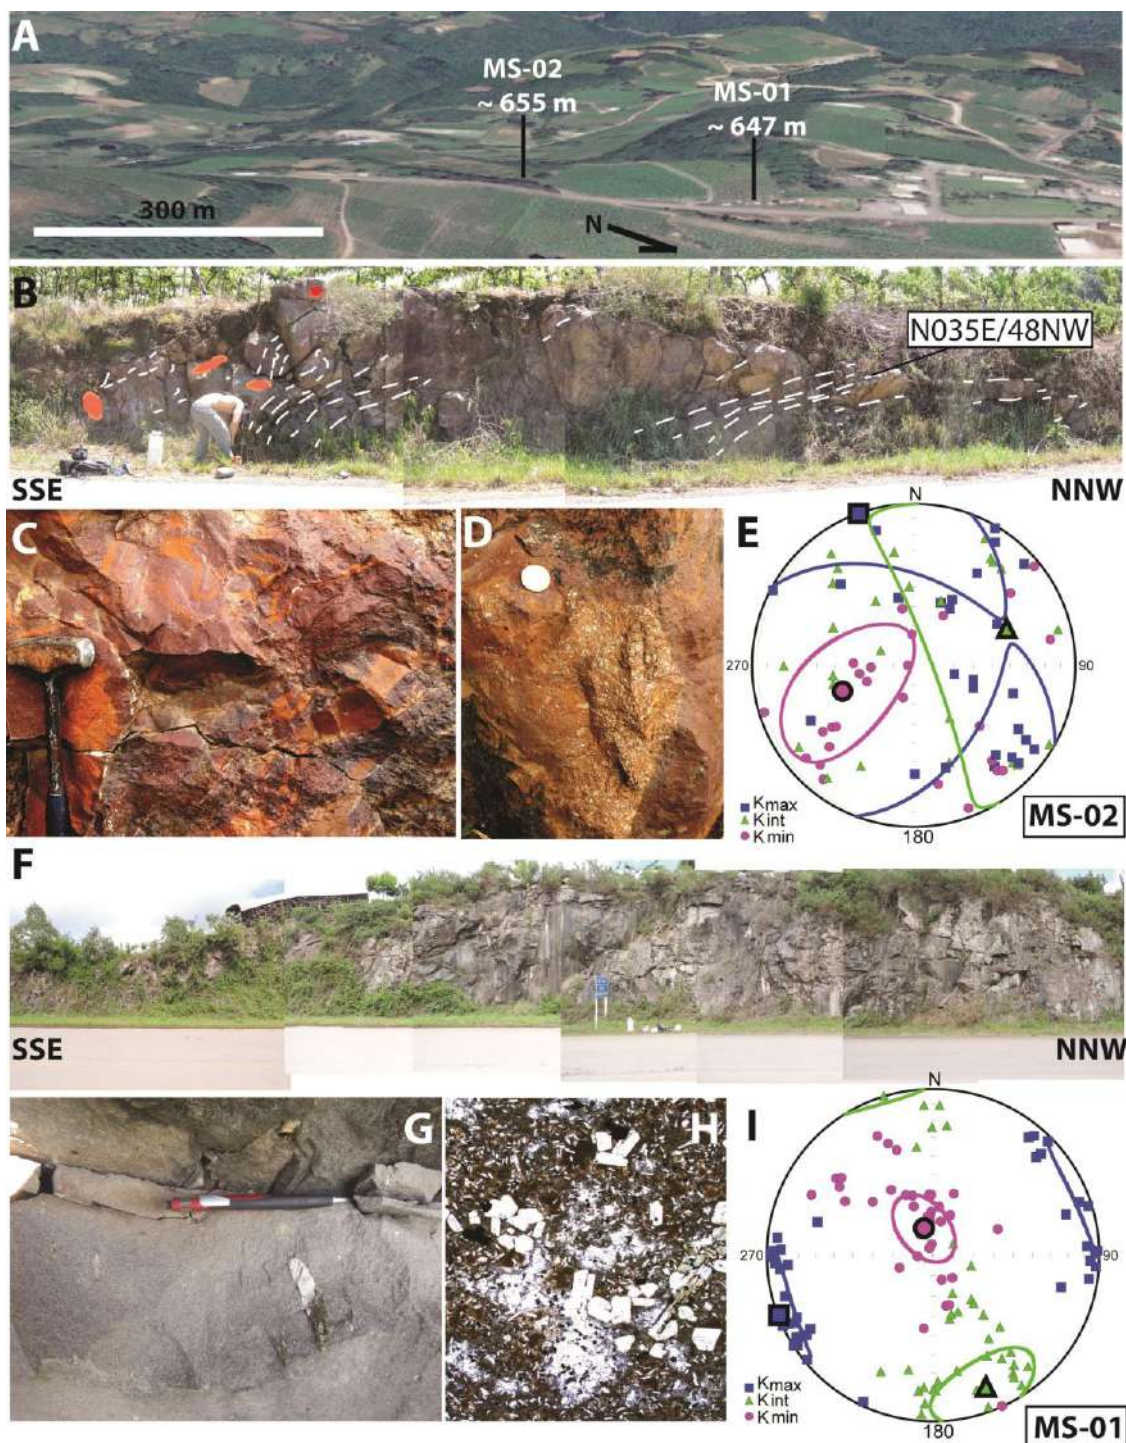 A
MS-02
~ 655 m
MS-01
~ 647 m
300 m
N
B
N035E/48NW
SSE
NNW
C
D
E
N
270
90
180
Kmax
Kint
Kmin
MS-02
F
SSE
NNW
G
H
I
N
270
90
180
Kmax
Kint
Kmin
MS-01